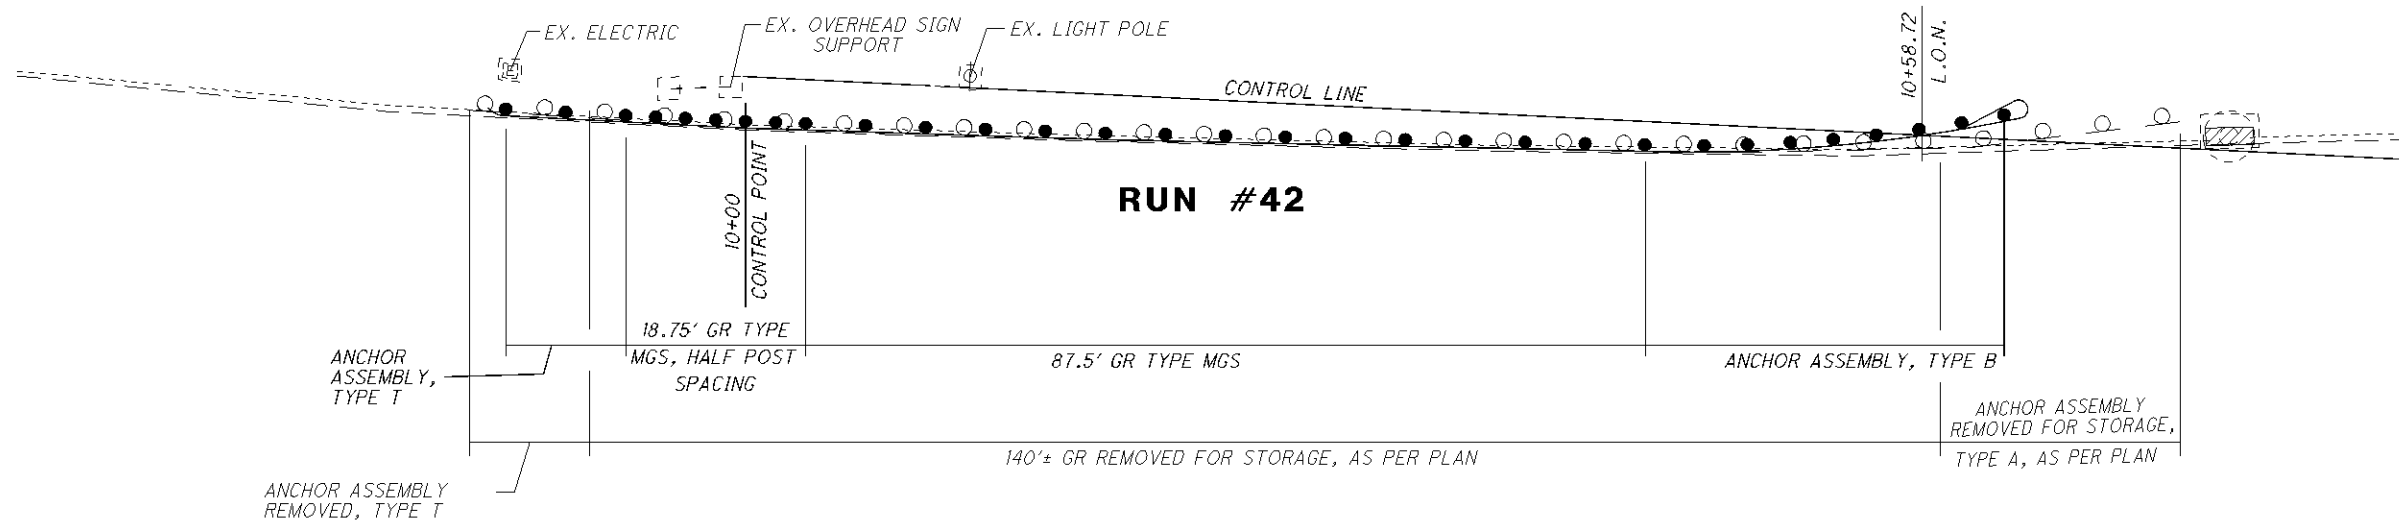 EX. ELECTRIC
EX. OVERHEAD SIGN
SUPPORT
EX. LIGHT POLE
CONTROL LINE
10+58.72
L.O.N.
RUN #42
10+00
CONTROL POINT
18.75' GR TYPE
MGS, HALF POST
SPACING
87.5' GR TYPE MGS
ANCHOR ASSEMBLY, TYPE B
ANCHOR
ASSEMBLY,
TYPE T
ANCHOR ASSEMBLY
REMOVED FOR STORAGE,
TYPE A, AS PER PLAN
140'± GR REMOVED FOR STORAGE, AS PER PLAN
ANCHOR ASSEMBLY
REMOVED, TYPE T